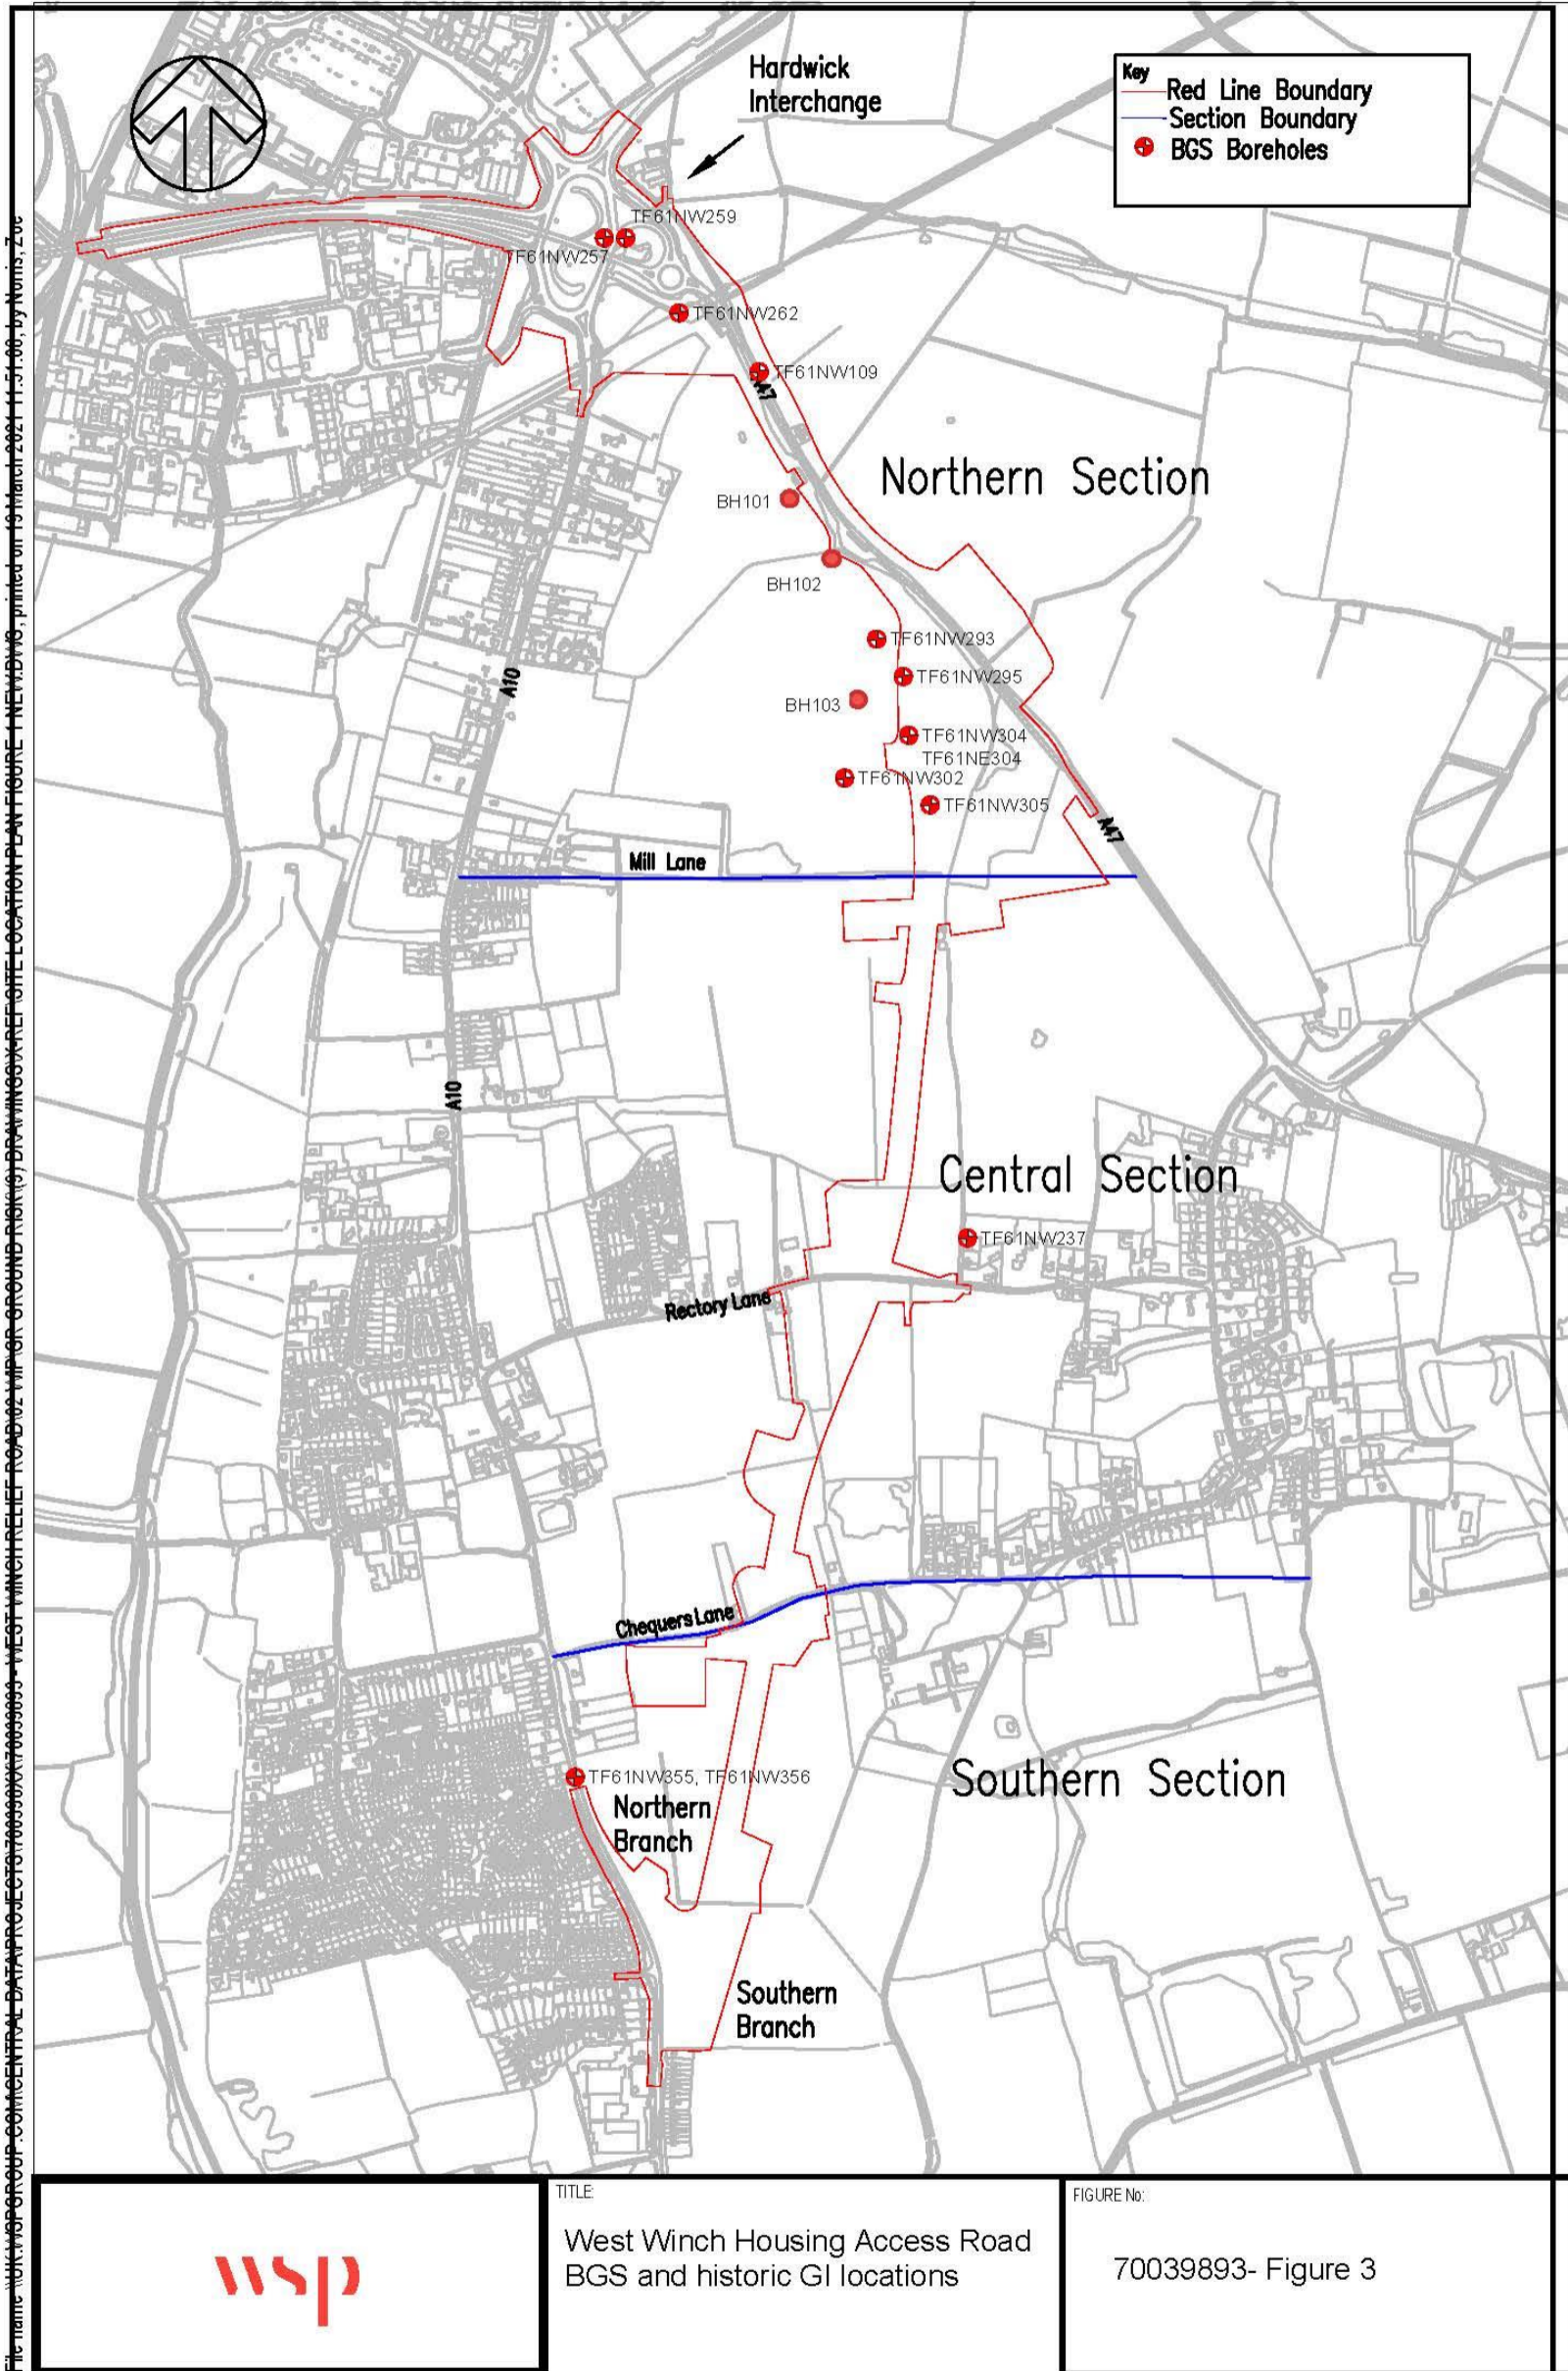 Hardwick
Interchange
Key
Red Line Boundary
Section Boundary
BGS Boreholes
TF61NW259
TF61NW257
TF61NW262
TF61NW109
A47
Northern Section
BH101
BH102
TF61NW293
A10
TF61NW295
BH103
TF61NW304
TF61NE304
TF61NW302
TF61NW305
A47
Mill Lane
A10
Central Section
TF61NW237
Rectory Lane
Chequers Lane
TF61NW355, TF61NW356
Southern Section
Northern
Branch
Southern
Branch
wsp
TITLE:
West Winch Housing Access Road
BGS and historic GI locations
FIGURE No:
70039893- Figure 3